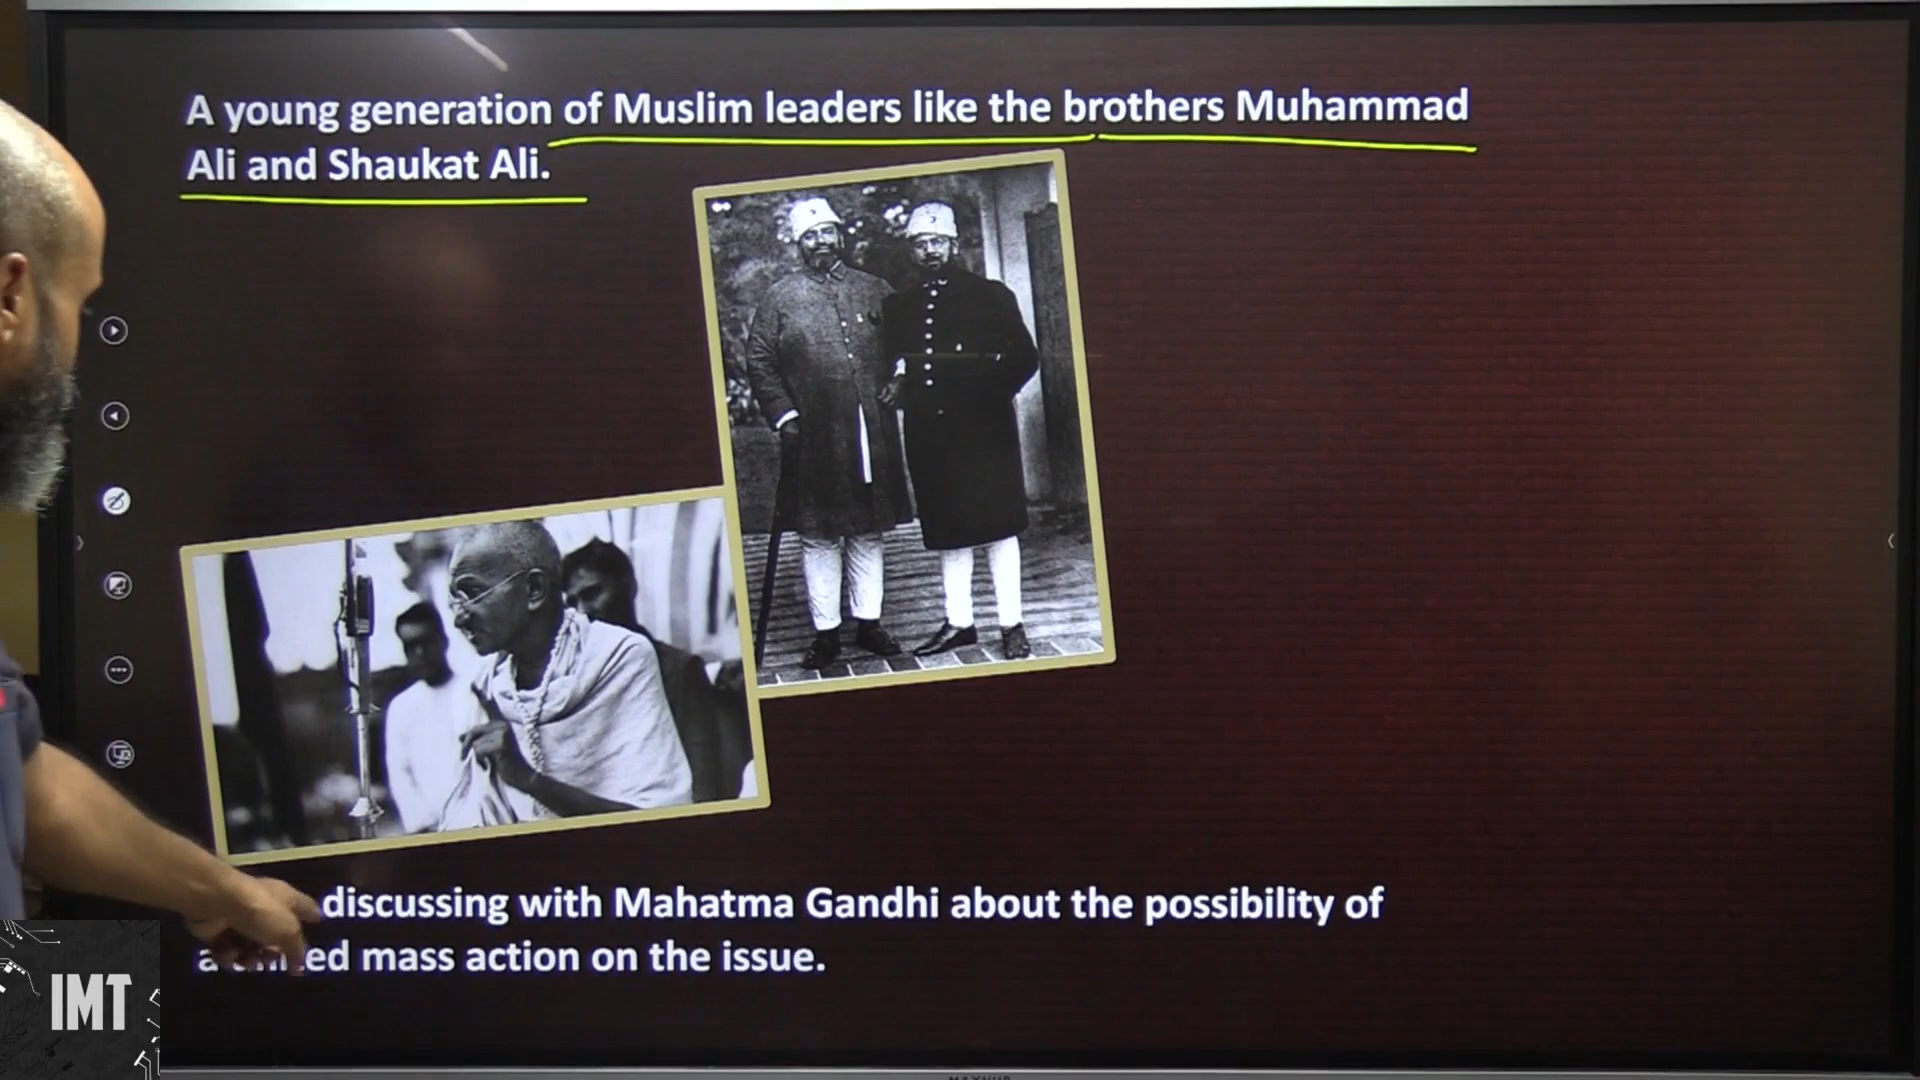 A young generation of Muslim leaders like the brothers Muhammad
Ali and Shaukat Ali.
discussing with Mahatma Gandhi about the possibility of
a mass action on the issue.
IMT